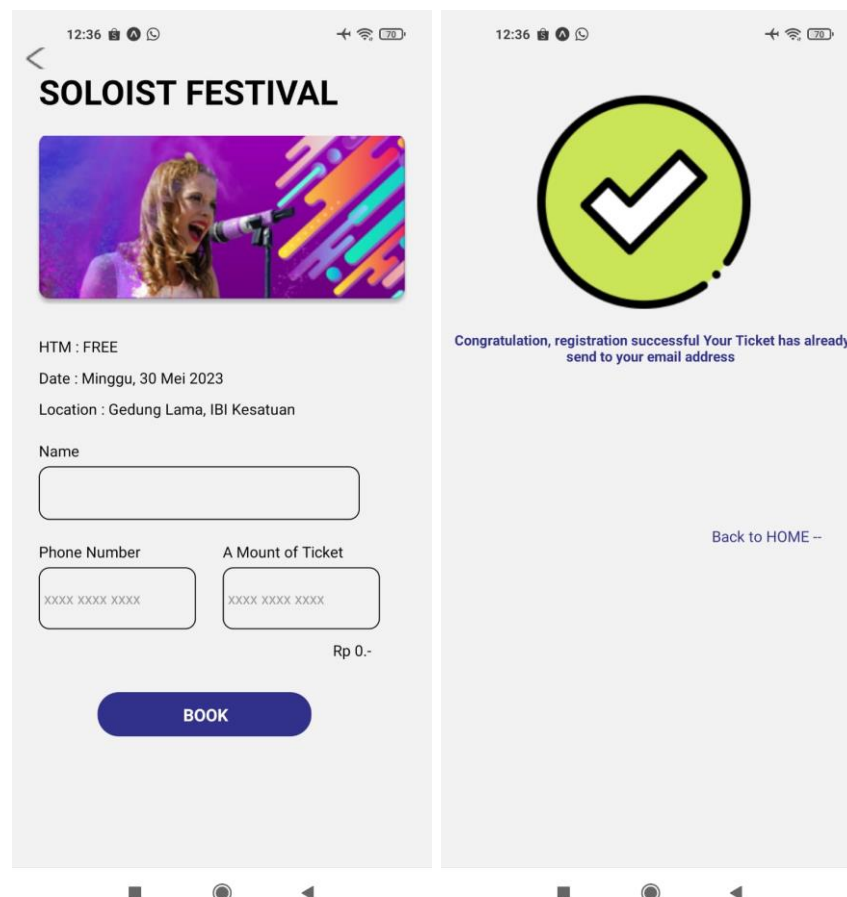 12:36
70
SOLOIST FESTIVAL
HTM : FREE
Date : Minggu, 30 Mei 2023
Location : Gedung Lama, IBI Kesatuan
Name
Phone Number
A Mount of Ticket
xxxx xxxx xxxx
xxxx xxxx xxxx
Rp 0.-
BOOK
12:36
70
Congratulation, registration successful Your Ticket has already
send to your email address
Back to HOME --